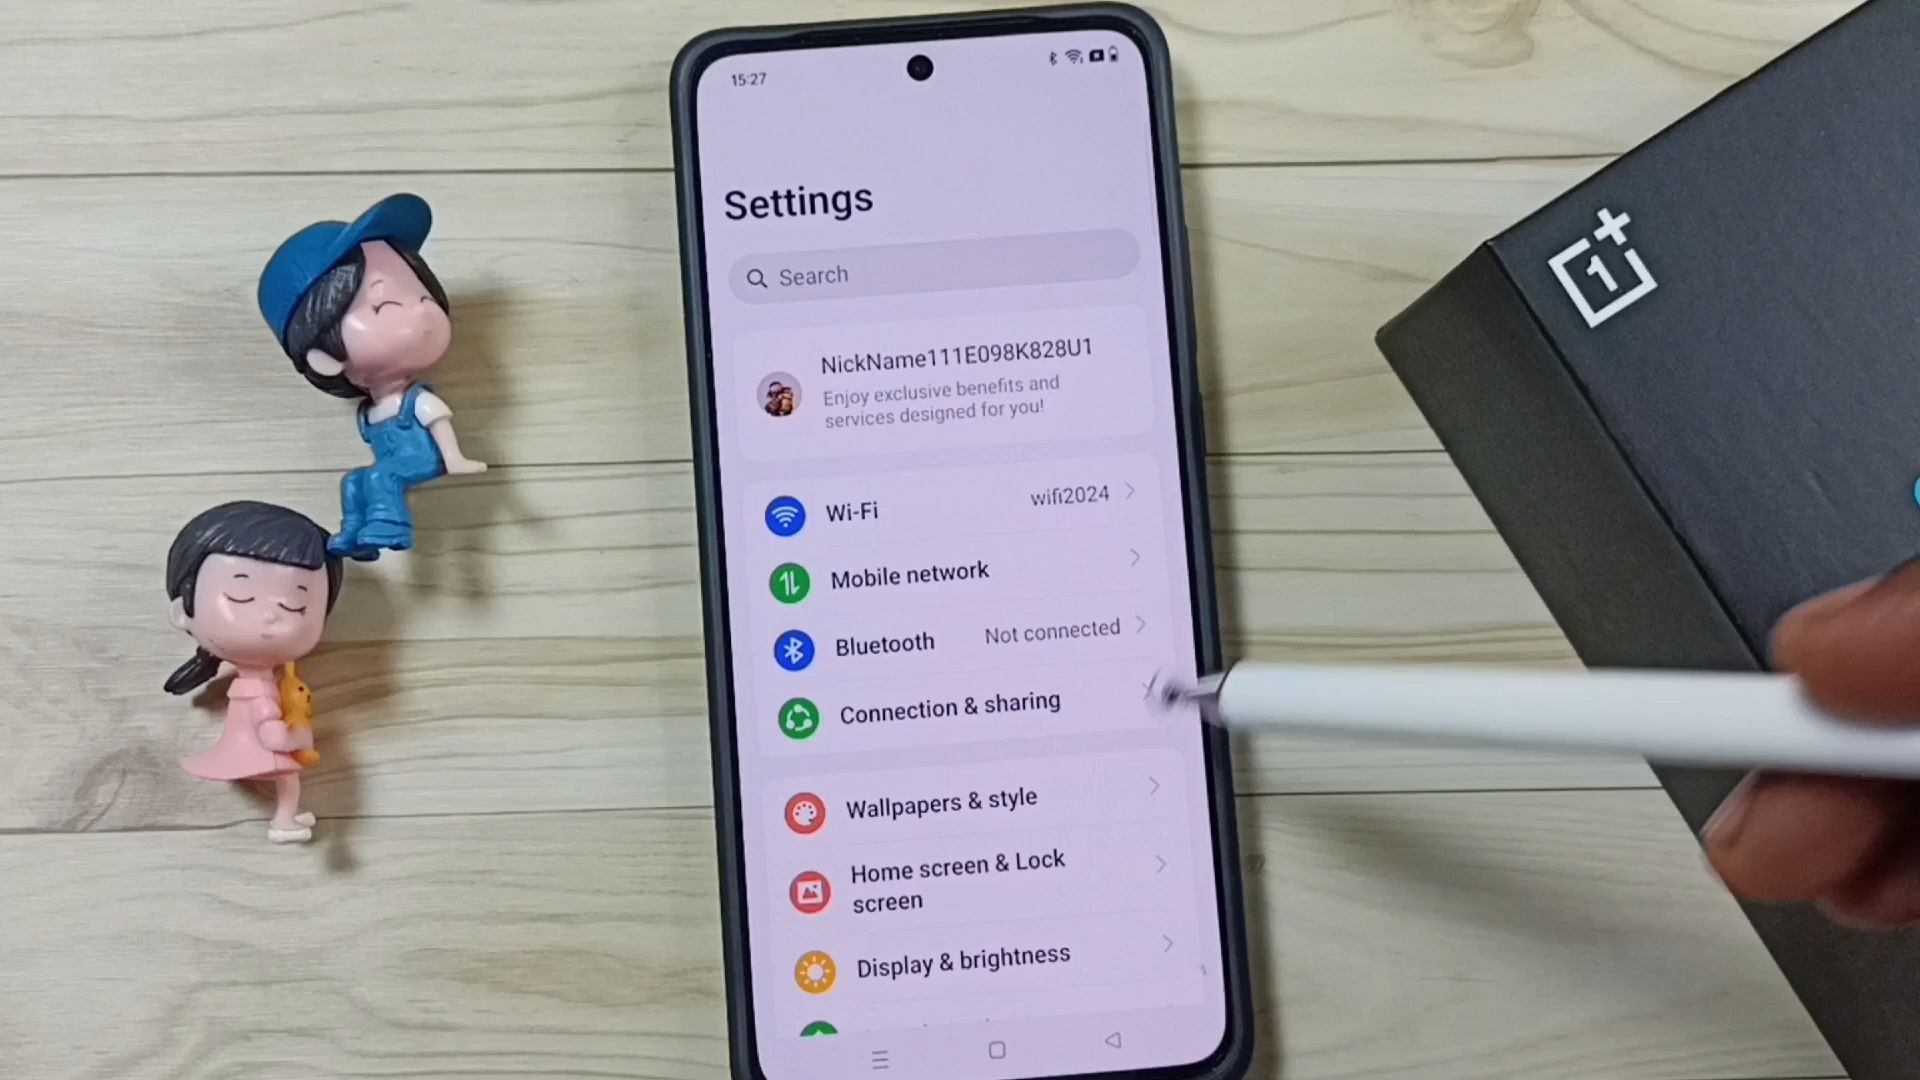 15:27
Settings
Search
NickName111E098K828U1
Enjoy exclusive benefits and
services designed for you!
Wi-Fi wifi2024
Mobile network
Bluetooth Not connected
Connection & sharing
Wallpapers & style
Home screen & Lock
screen
Display & brightness
1+